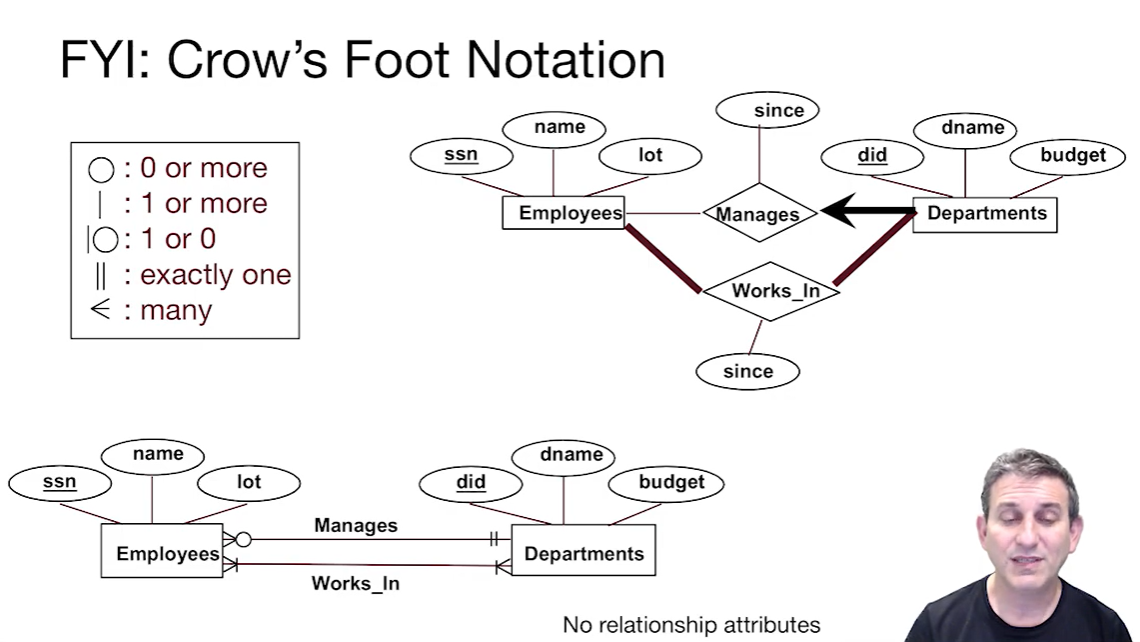 FYI: Crow’s Foot Notation
○ : 0 or more
| : 1 or more
|○ : 1 or 0
|| : exactly one
⋲ : many
since
name
ssn
lot
dname
did
budget
Employees
Manages
Departments
Works_In
since
name
ssn
lot
dname
did
budget
Manages
Employees
Departments
Works_In
No relationship attributes